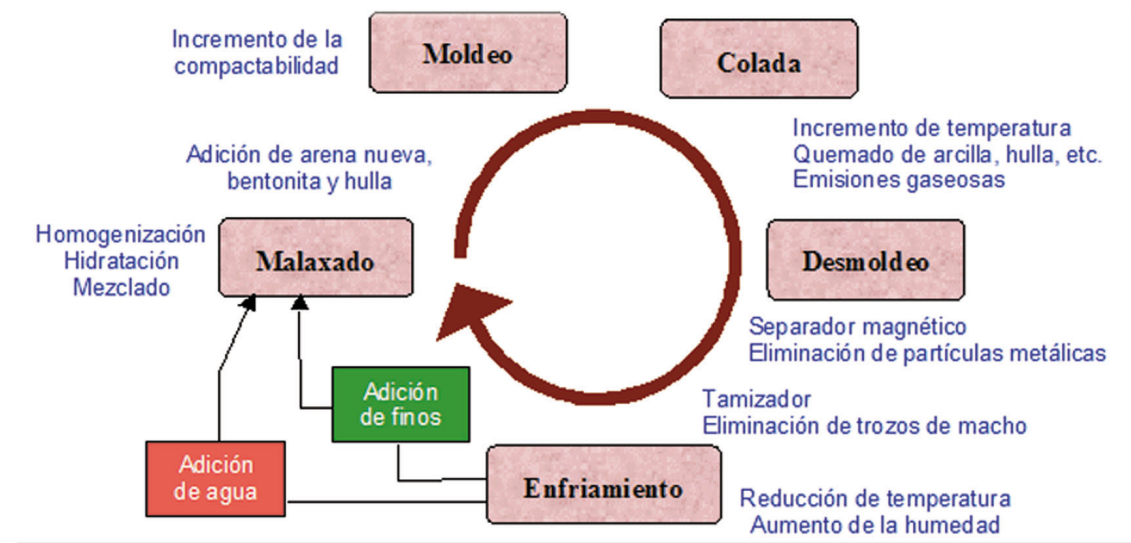 Incremento de la
compactabilidad
Moldeo
Colada
Incremento de temperatura
Quemado de arcilla, hulla, etc.
Emisiones gaseosas
Adición de arena nueva,
bentonita y hulla
Homogenización
Hidratación
Mezclado
Malaxado
Desmoldeo
Separador magnético
Eliminación de partículas metálicas
Adición
de finos
Tamizador
Eliminación de trozos de macho
Adición
de agua
Enfriamiento
Reducción de temperatura
Aumento de la humedad